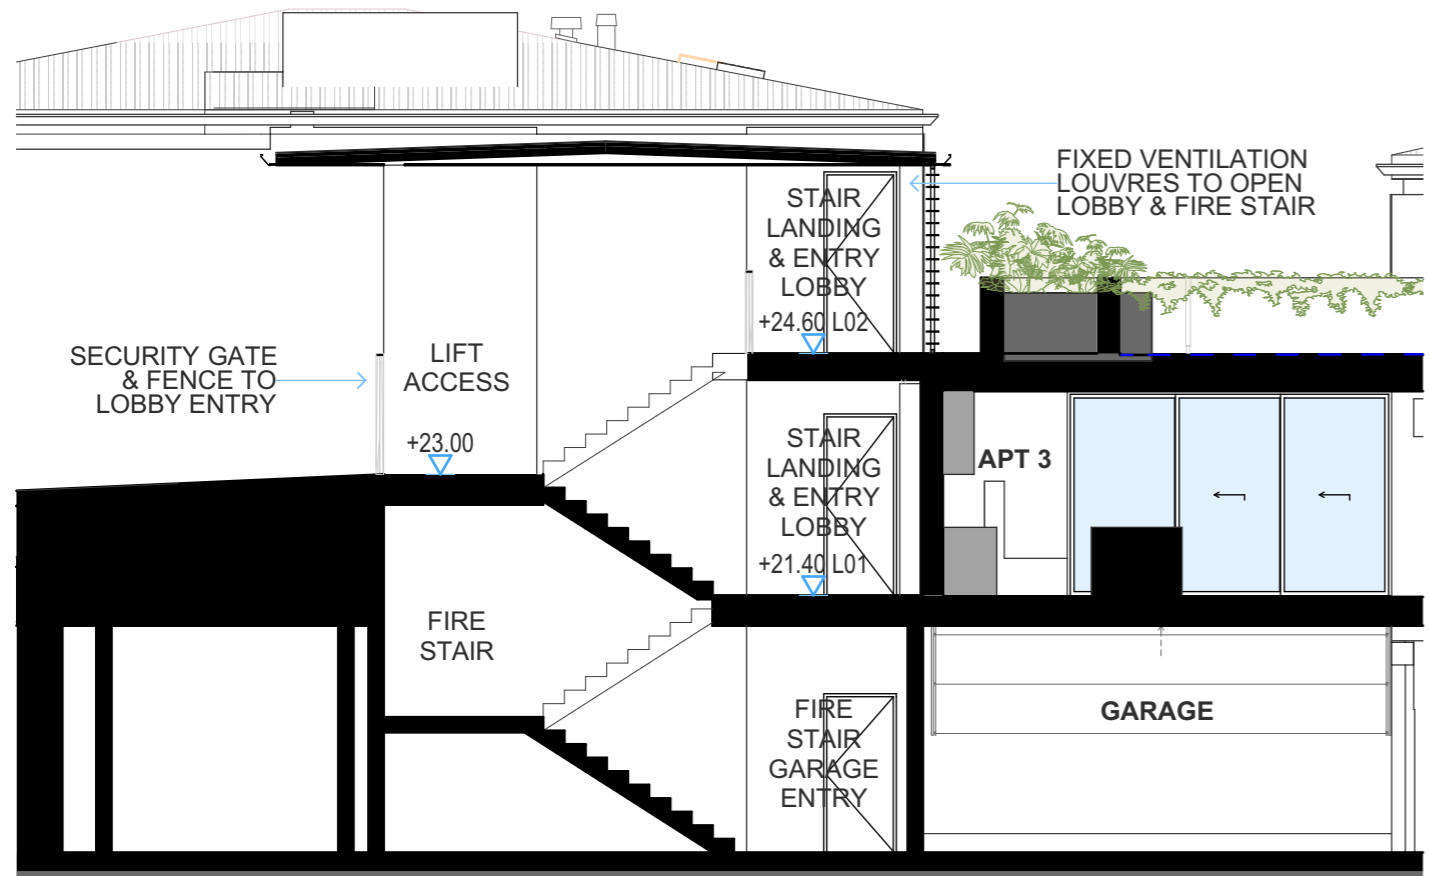 FIXED VENTILATION
LOUVRES TO OPEN
LOBBY & FIRE STAIR
STAIR
LANDING
& ENTRY
LOBBY
+24.60 L02
SECURITY GATE
& FENCE TO
LOBBY ENTRY
LIFT
ACCESS
+23.00
STAIR
LANDING
& ENTRY
LOBBY
+21.40 L01
APT 3
FIRE
STAIR
FIRE
STAIR
GARAGE
ENTRY
GARAGE